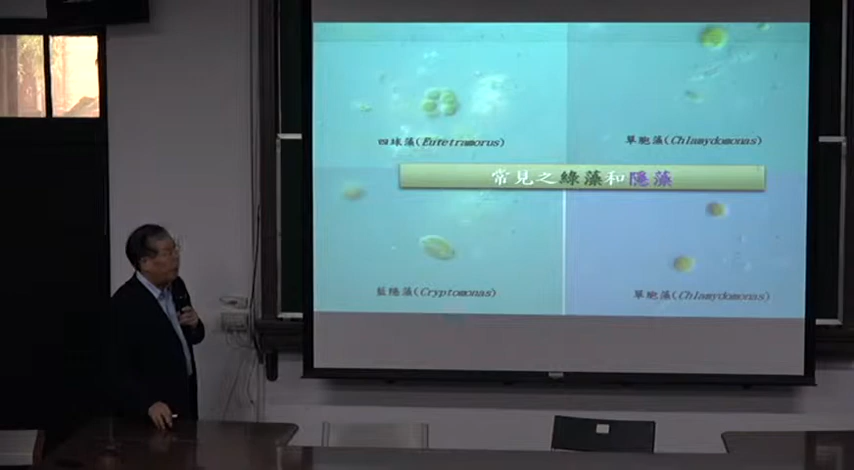 四綠藻(Eutetramorus)
單胞藻(Chlamydomonas)
常見之綠藻和隱藻
藍隱藻(Cryptomonas)
單胞藻(Chlamydomonas)